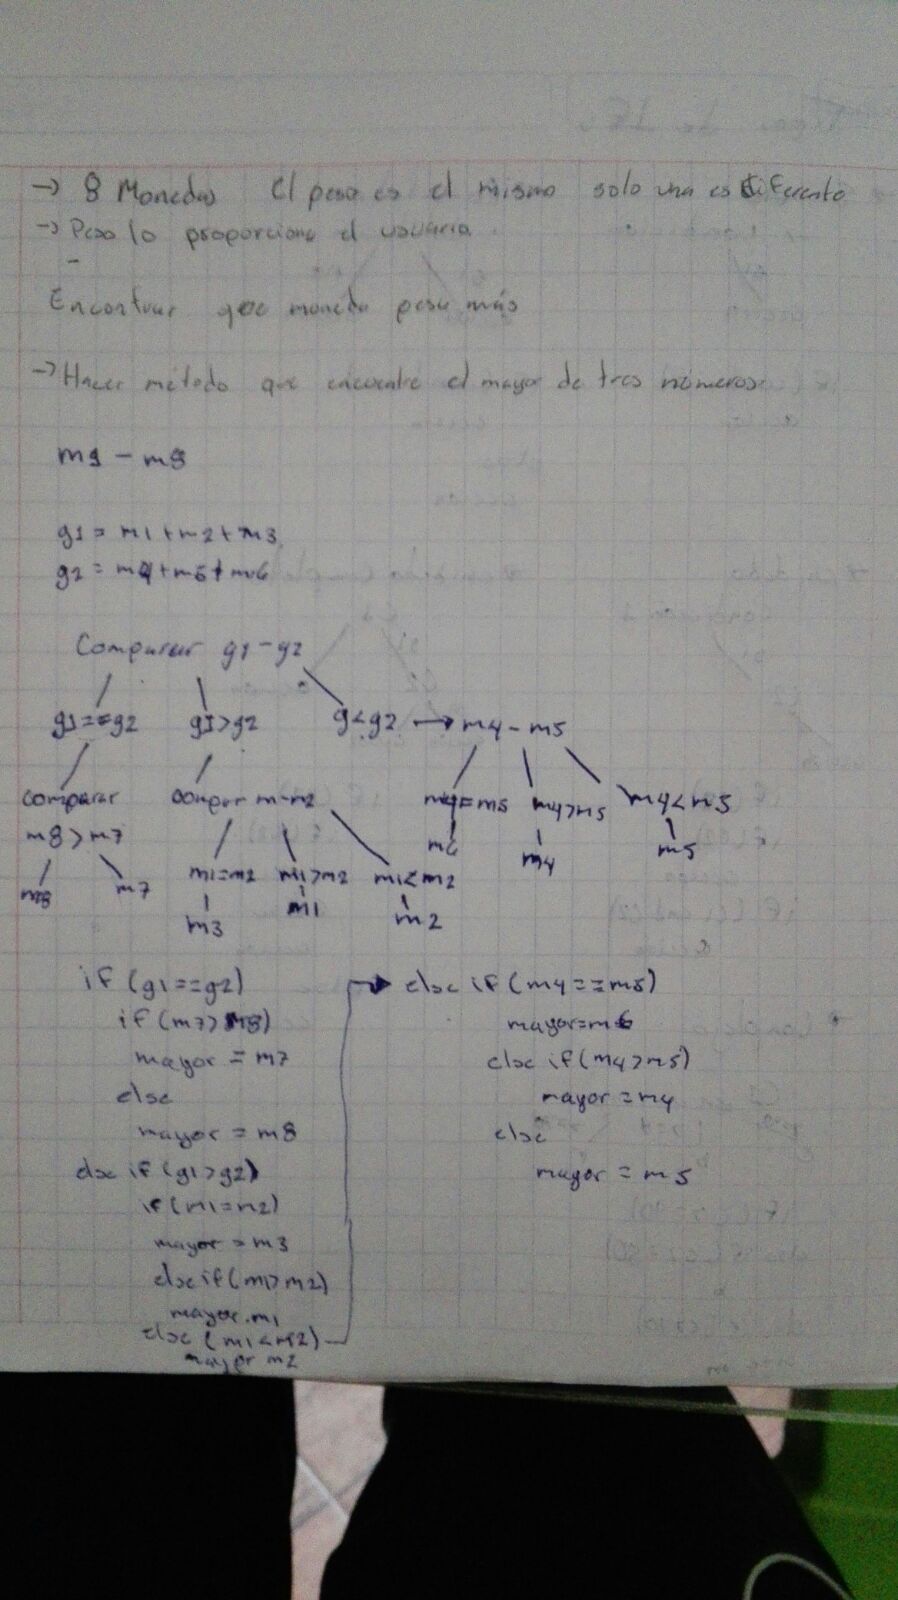 → 8 Monedas El peso es el mismo solo una es diferente
→ Peso lo proporciona el usuario
-
Encontrar que moneda pesa más
→ Hacer método que encuentre el mayor de tres números
m1 - m8
g1 = m1+m2+m3
g2 = m4+m5+m6
Comparar g1-g2
g1==g2 g1>g2 g<g2 → m4 - m5
comparar compar m-m2 m4=m5 m4>m5 m4<m5
m8>m7 m6 m4 m5
m8 m7 m1=m2 m1>m2 m1<m2
m3 m1 m2
if (g1==g2)
if (m7>m8)
mayor = m7
else
mayor = m8
else if (g1>g2)
if (m1=m2)
mayor = m3
else if (m1>m2)
mayor.m1
else (m1<m2)
mayor m2
→ else if (m4==m5)
mayor=m6
else if (m4>m5)
mayor = m4
else
mayor = m5